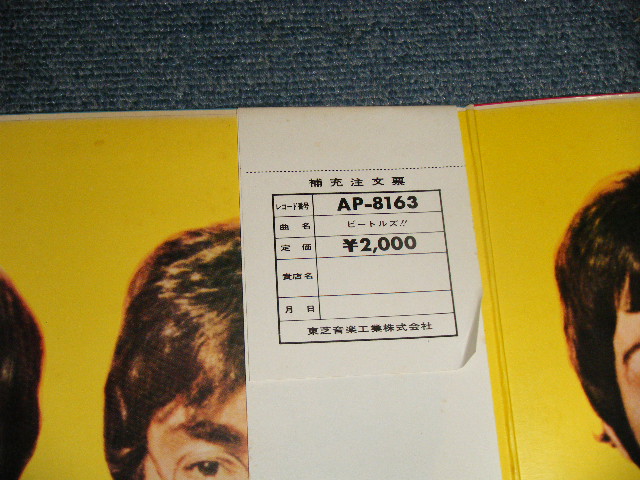 補充注文票
レコード番号 AP-8163
曲名 ビートルズ!!
定価 ¥2,000
貴店名
月日
東芝音楽工業株式会社